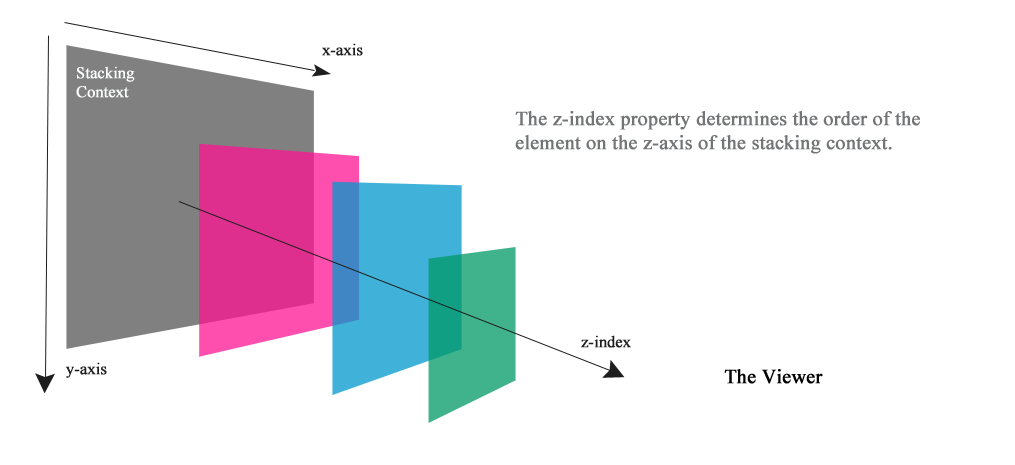 x-axis
Stacking
Context
The z-index property determines the order of the
element on the z-axis of the stacking context.
z-index
y-axis
The Viewer